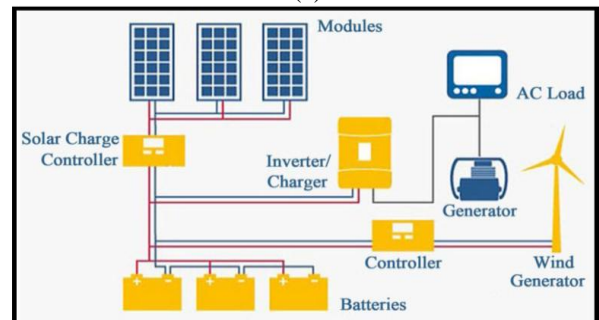 Modules
AC Load
Solar Charge
Controller
Inverter/
Charger
Generator
Controller
Wind
Generator
Batteries